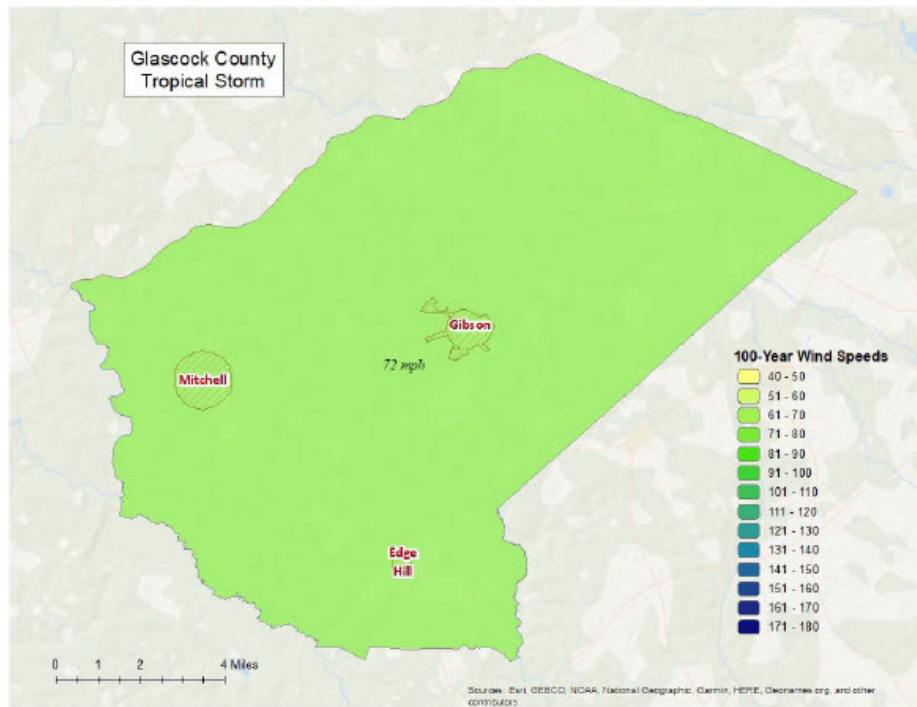 Glascock County
Tropical Storm
Gibson
72 mph
Mitchell
Edge
Hill
100-Year Wind Speeds
40 - 50
51 - 60
61 - 70
71 - 80
81 - 90
91 - 100
101 - 110
111 - 120
121 - 130
131 - 140
141 - 150
151 - 160
161 - 170
171 - 180
0 1 2 4 Miles
Sources: Esri, GEBCO, NOAA, National Geographic, Garmin, HERE, Geonames.org, and other
contributors